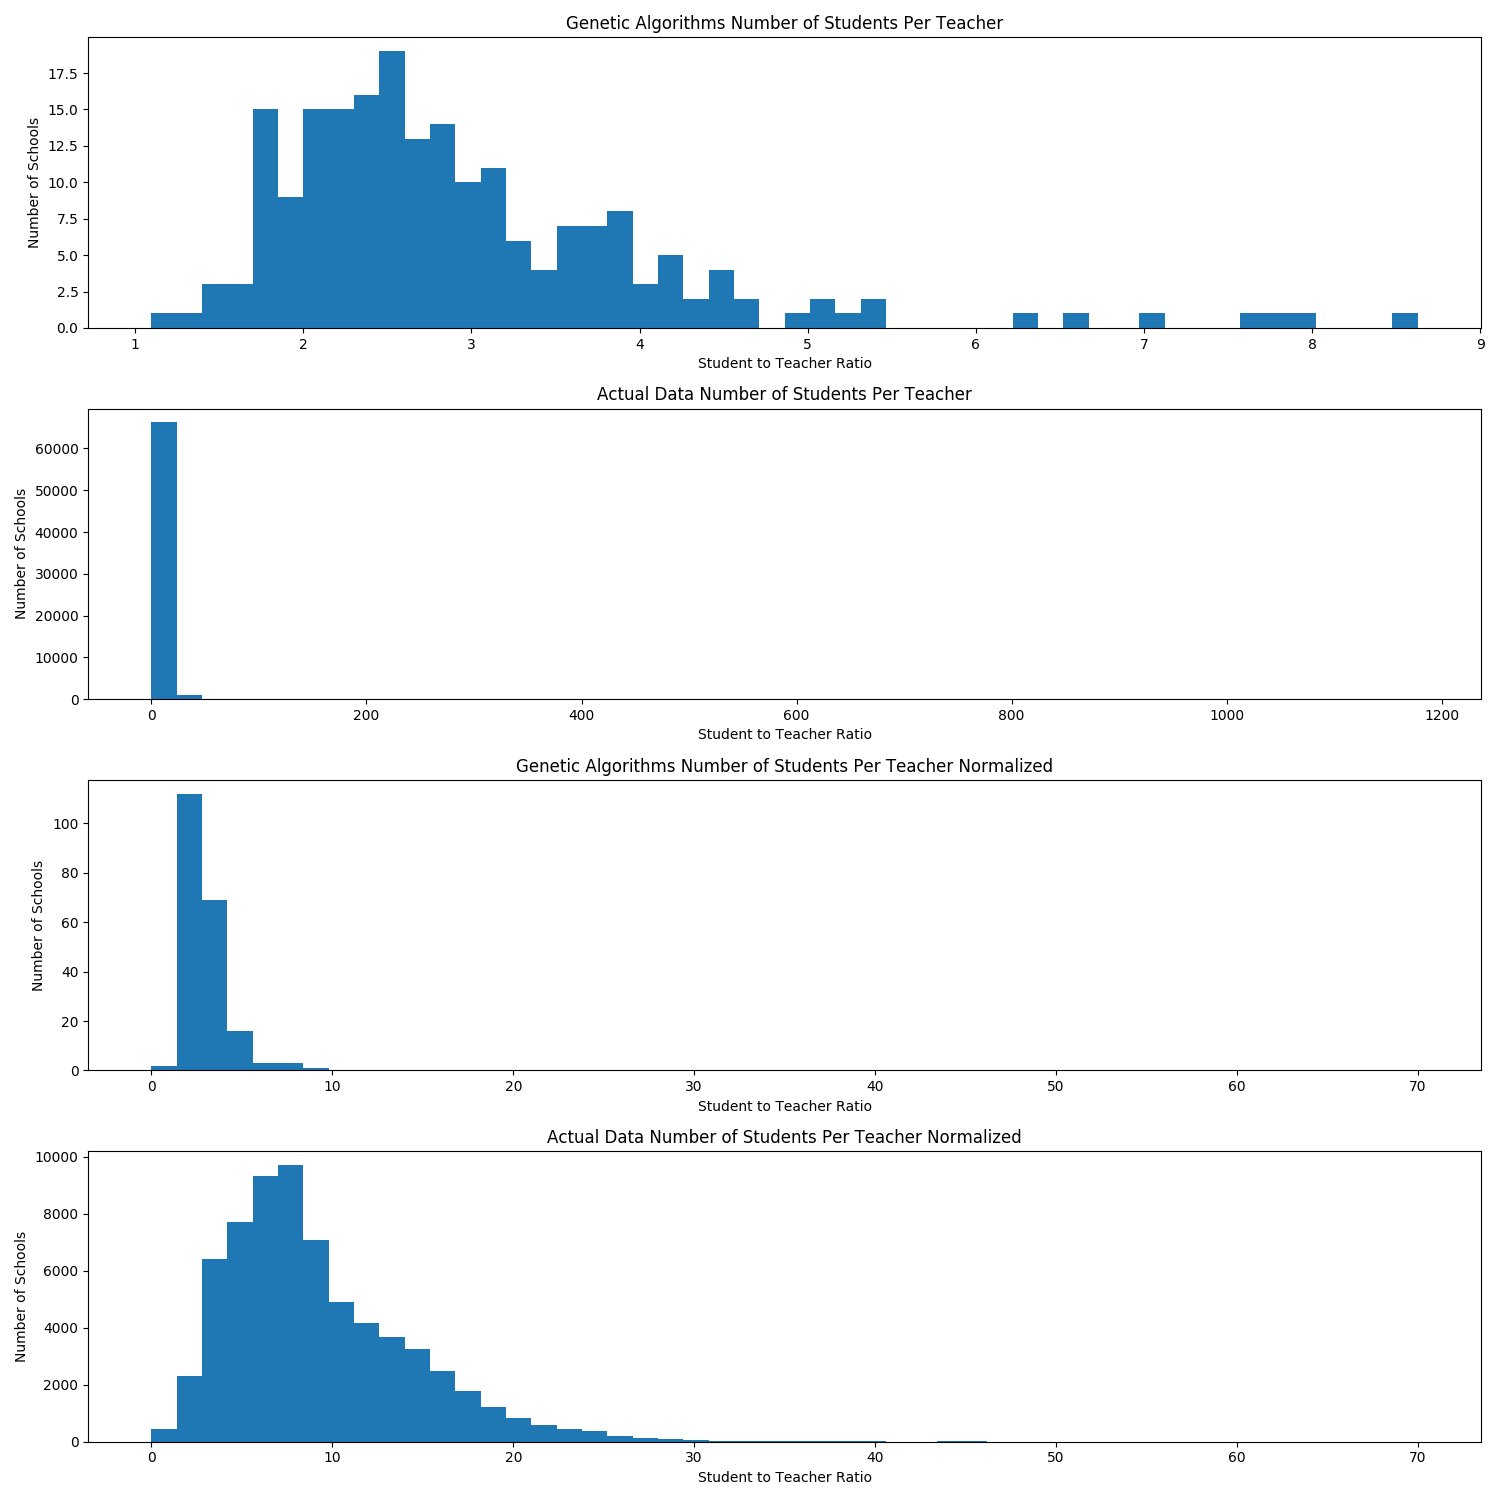 Genetic Algorithms Number of Students Per Teacher
Number of Schools
17.5
15.0
12.5
10.0
7.5
5.0
2.5
0.0
1 2 3 4 5 6 7 8 9
Student to Teacher Ratio
Actual Data Number of Students Per Teacher
Number of Schools
60000
50000
40000
30000
20000
10000
0
0 200 400 600 800 1000 1200
Student to Teacher Ratio
Genetic Algorithms Number of Students Per Teacher Normalized
Number of Schools
100
80
60
40
20
0
0 10 20 30 40 50 60 70
Student to Teacher Ratio
Actual Data Number of Students Per Teacher Normalized
Number of Schools
10000
8000
6000
4000
2000
0
0 10 20 30 40 50 60 70
Student to Teacher Ratio